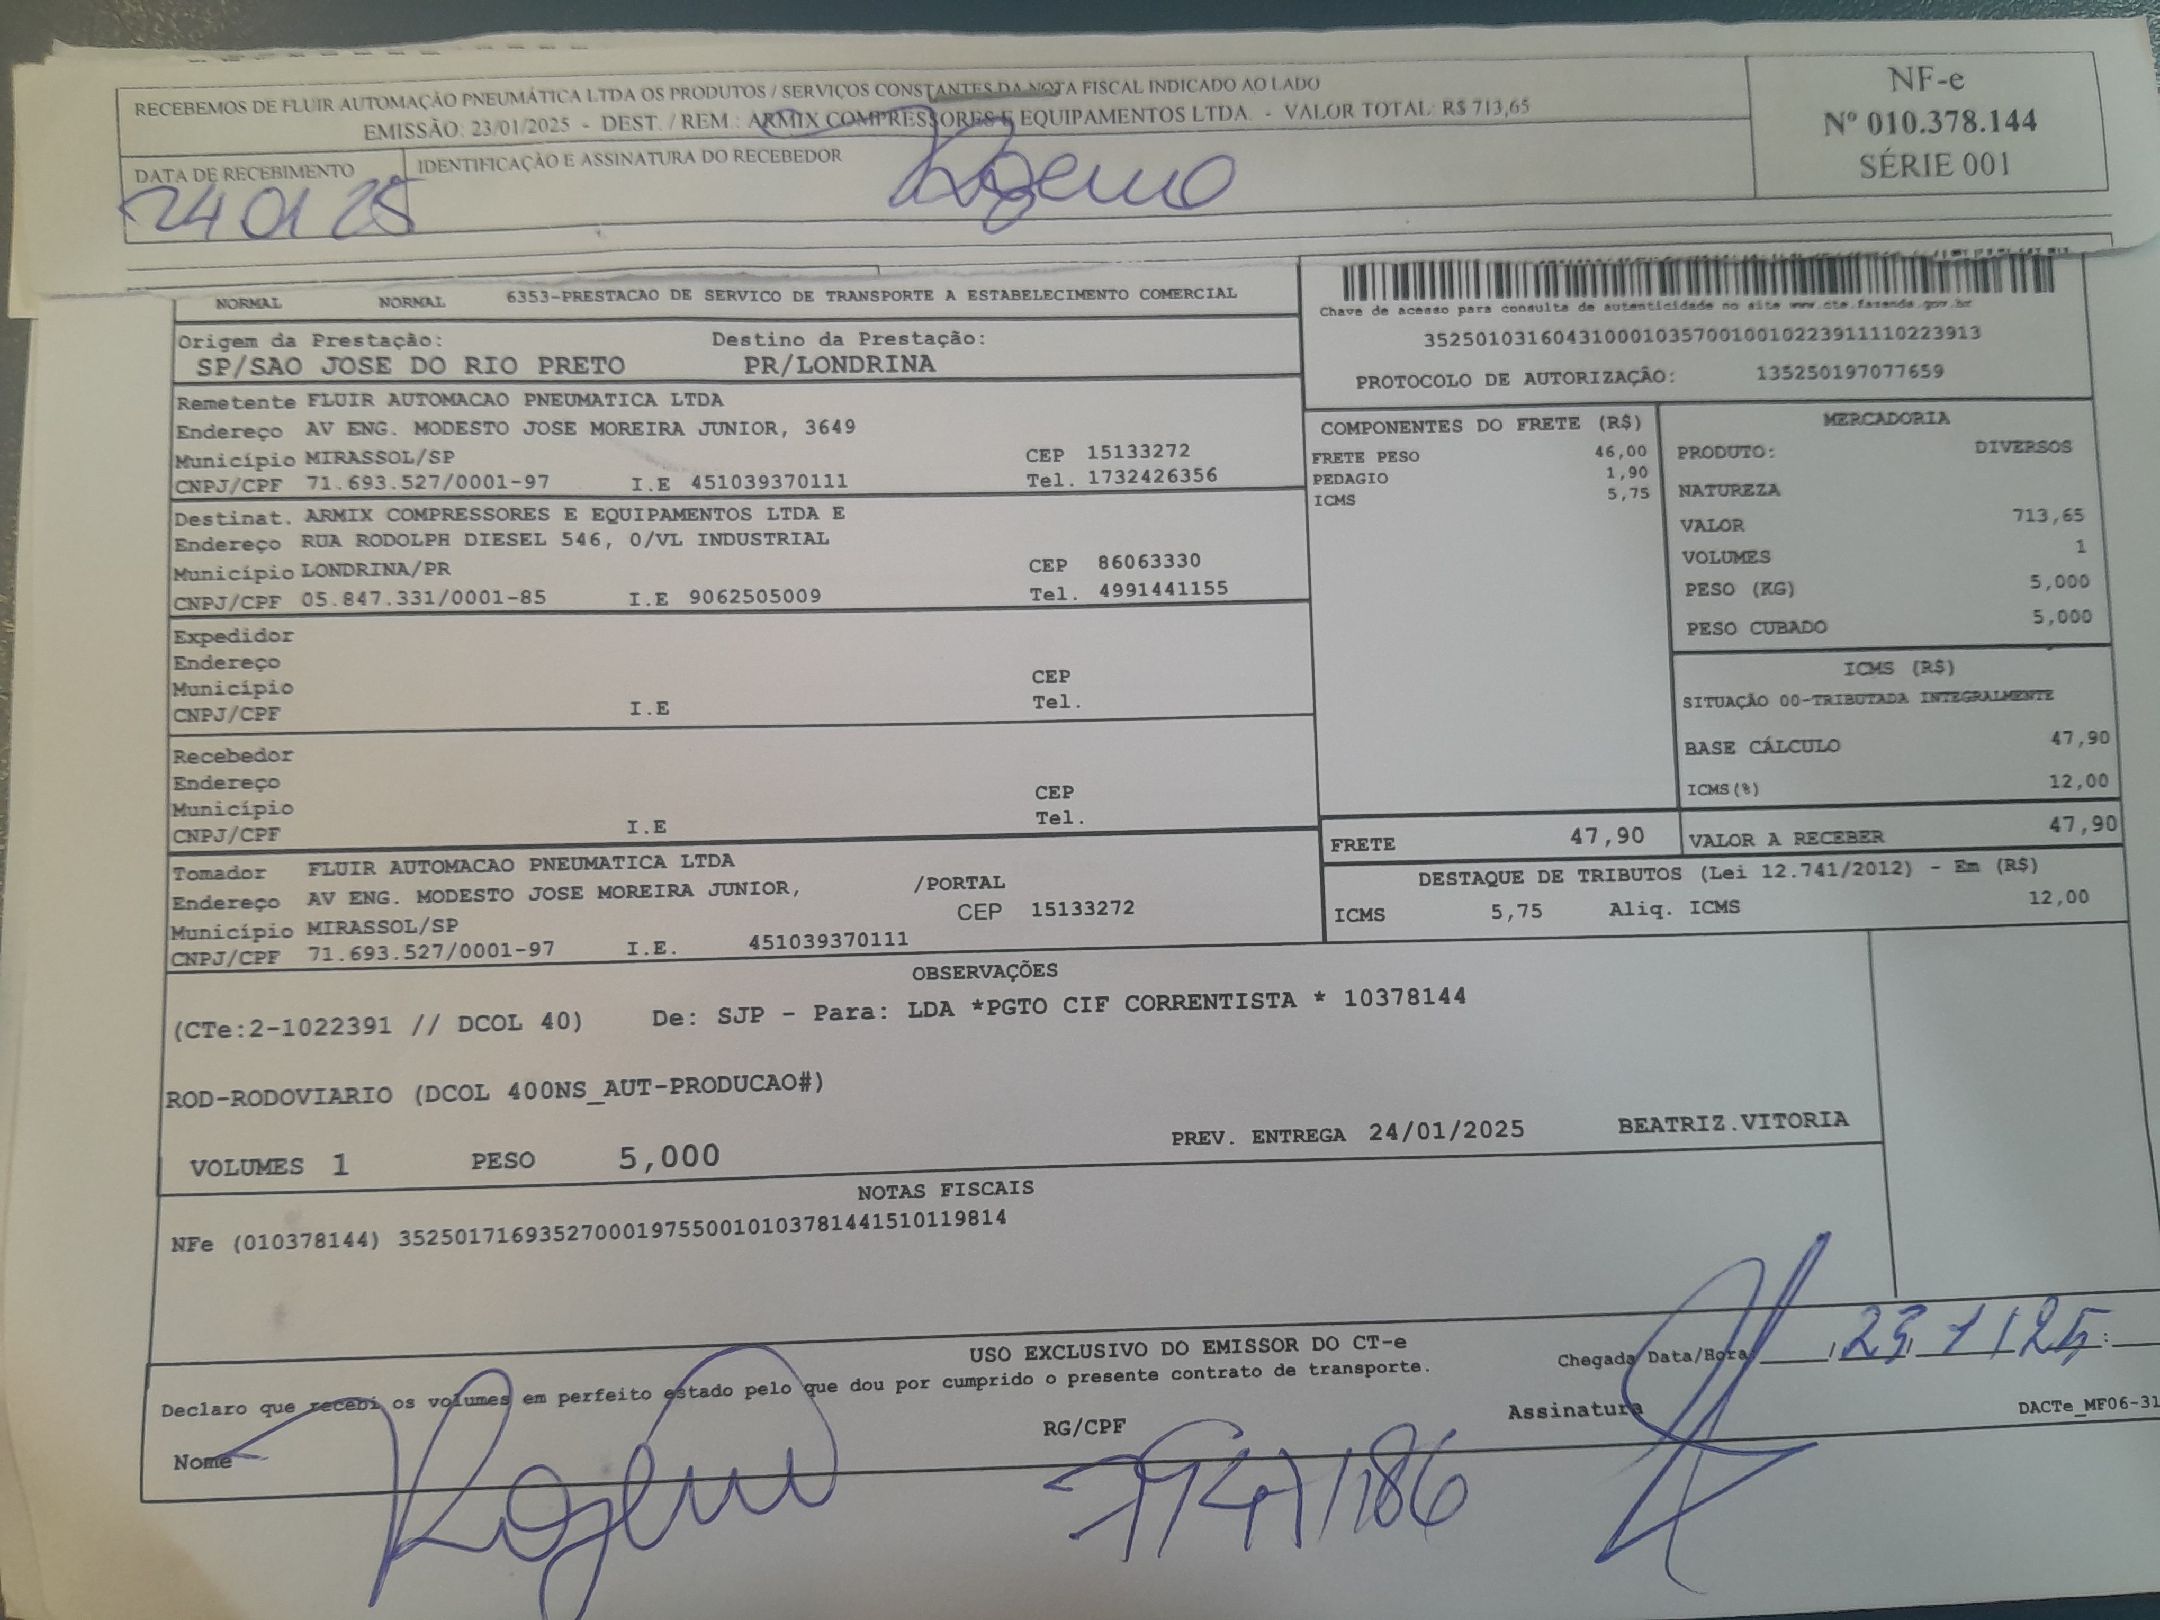 RECEBEMOS DE FLUIR AUTOMAÇÃO PNEUMÁTICA LTDA OS PRODUTOS / SERVIÇOS CONSTANTES DA NOTA FISCAL INDICADO AO LADO
EMISSÃO: 23/01/2025 - DEST. / REM.: ARMIX COMPRESSORES E EQUIPAMENTOS LTDA. - VALOR TOTAL: R$ 713,65
NF-e
Nº 010.378.144
SÉRIE 001
DATA DE RECEBIMENTO
IDENTIFICAÇÃO E ASSINATURA DO RECEBEDOR
24 01 25
NORMAL NORMAL 6353-PRESTACAO DE SERVICO DE TRANSPORTE A ESTABELECIMENTO COMERCIAL
Chave de acesso para consulta de autenticidade no site www.cte.fazenda.gov.br
35250103160431000103570010010223911110223913
PROTOCOLO DE AUTORIZAÇÃO: 135250197077659
Origem da Prestação: Destino da Prestação:
SP/SAO JOSE DO RIO PRETO PR/LONDRINA
Remetente FLUIR AUTOMACAO PNEUMATICA LTDA
Endereço AV ENG. MODESTO JOSE MOREIRA JUNIOR, 3649
Município MIRASSOL/SP CEP 15133272
CNPJ/CPF 71.693.527/0001-97 I.E 451039370111 Tel. 1732426356
Destinat. ARMIX COMPRESSORES E EQUIPAMENTOS LTDA E
Endereço RUA RODOLPH DIESEL 546, 0/VL INDUSTRIAL
Município LONDRINA/PR CEP 86063330
CNPJ/CPF 05.847.331/0001-85 I.E 9062505009 Tel. 4991441155
Expedidor
Endereço
Município CEP
CNPJ/CPF I.E Tel.
Recebedor
Endereço
Município CEP
CNPJ/CPF I.E Tel.
Tomador FLUIR AUTOMACAO PNEUMATICA LTDA
Endereço AV ENG. MODESTO JOSE MOREIRA JUNIOR, /PORTAL
Município MIRASSOL/SP CEP 15133272
CNPJ/CPF 71.693.527/0001-97 I.E. 451039370111
COMPONENTES DO FRETE (R$)
FRETE PESO 46,00
PEDAGIO 1,90
ICMS 5,75
MERCADORIA
PRODUTO: DIVERSOS
NATUREZA
VALOR 713,65
VOLUMES 1
PESO (KG) 5,000
PESO CUBADO 5,000
ICMS (R$)
SITUAÇÃO 00-TRIBUTADA INTEGRALMENTE
BASE CÁLCULO 47,90
ICMS(%) 12,00
FRETE 47,90 VALOR A RECEBER 47,90
DESTAQUE DE TRIBUTOS (Lei 12.741/2012) - Em (R$)
ICMS 5,75 Aliq. ICMS 12,00
OBSERVAÇÕES
(CTe:2-1022391 // DCOL 40) De: SJP - Para: LDA *PGTO CIF CORRENTISTA * 10378144
ROD-RODOVIARIO (DCOL 400NS_AUT-PRODUCAO#)
VOLUMES 1 PESO 5,000 PREV. ENTREGA 24/01/2025 BEATRIZ.VITORIA
NOTAS FISCAIS
NFe (010378144) 35250171693527000197550010103781441510119814
USO EXCLUSIVO DO EMISSOR DO CT-e
Declaro que recebi os volumes em perfeito estado pelo que dou por cumprido o presente contrato de transporte.
Chegada Data/Hora
Nome RG/CPF Assinatura DACTe_MF06-31